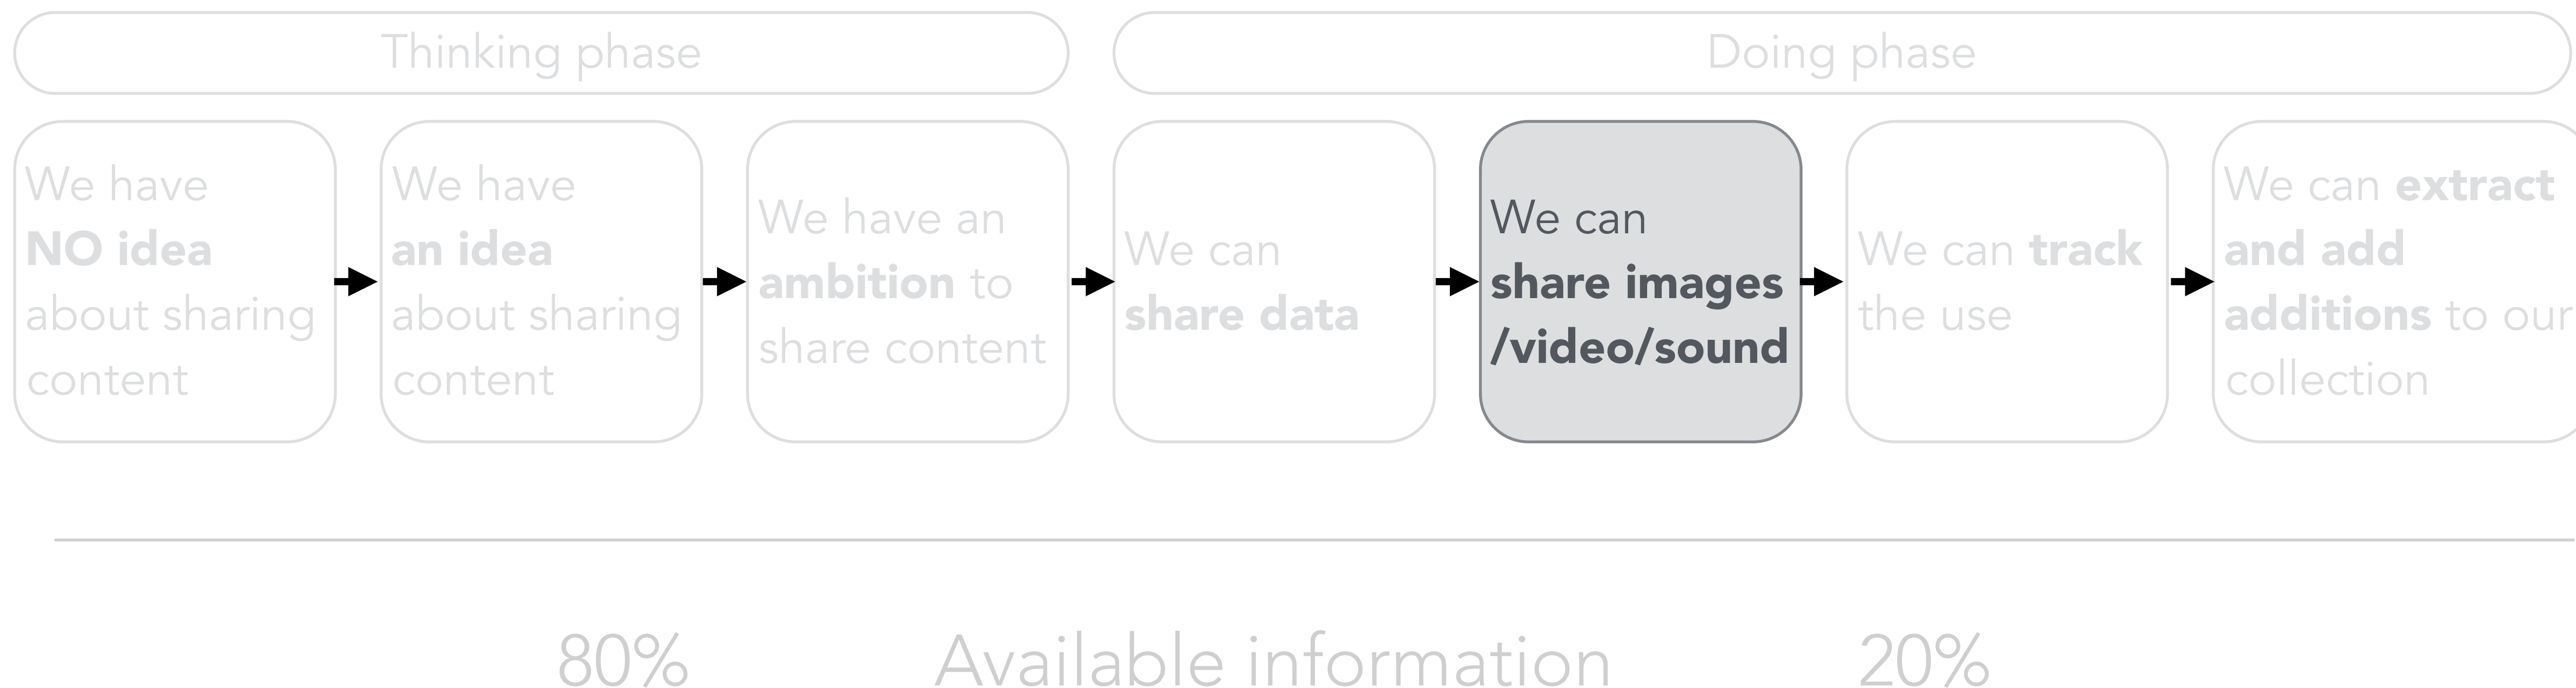 Thinking phase
Doing phase
We have
NO idea
about sharing
content
We have
an idea
about sharing
content
We have an
ambition to
share content
We can
share data
We can
share images
/video/sound
We can track
the use
We can extract
and add
additions to our
collection
80%
Available information
20%